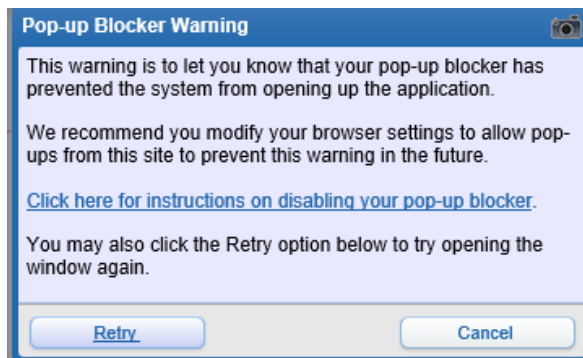 Pop-up Blocker Warning
This warning is to let you know that your pop-up blocker has
prevented the system from opening up the application.
We recommend you modify your browser settings to allow pop-
ups from this site to prevent this warning in the future.
Click here for instructions on disabling your pop-up blocker.
You may also click the Retry option below to try opening the
window again.
Retry
Cancel